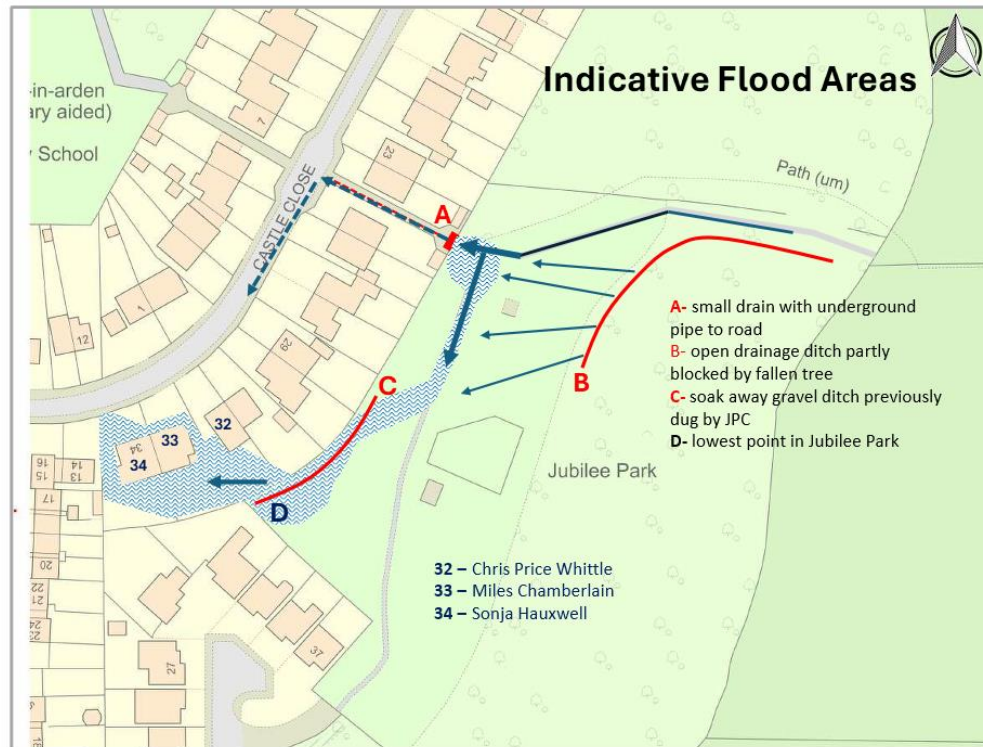 Indicative Flood Areas
-in-arden
ary aided)
School
7
23
Path (um)
A
CASTLE CLOSE
A- small drain with underground
pipe to road
B- open drainage ditch partly
blocked by fallen tree
C- soak away gravel ditch previously
dug by JPC
D- lowest point in Jubilee Park
1
12
29
C
B
32
33
34
34
Jubilee Park
16
15
14
13
17
D
20
22
21
24
23
32 – Chris Price Whittle
33 – Miles Chamberlain
34 – Sonja Hauxwell
37
27